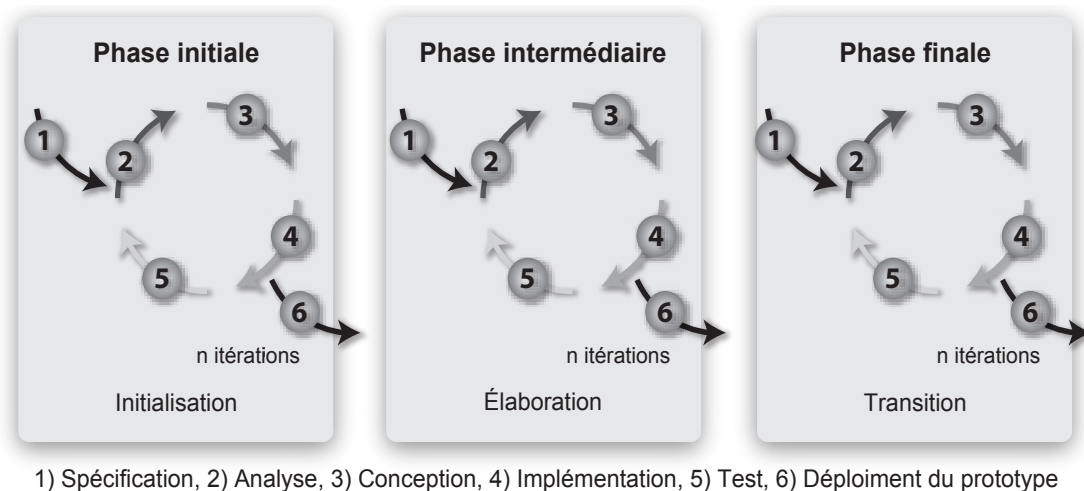 Phase initiale
1
2
3
4
5
6
n itérations
Initialisation
Phase intermédiaire
1
2
3
4
5
6
n itérations
Élaboration
Phase finale
1
2
3
4
5
6
n itérations
Transition
1) Spécification, 2) Analyse, 3) Conception, 4) Implémentation, 5) Test, 6) Déploiment du prototype